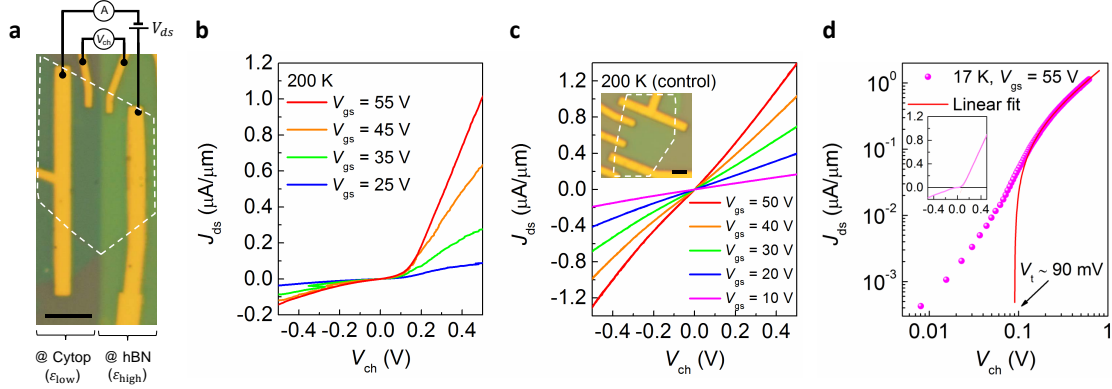 a
A
V_ch
V_ds
@ Cytop
(ε_low)
@ hBN
(ε_high)
b
200 K
V_gs = 55 V
V_gs = 45 V
V_gs = 35 V
V_gs = 25 V
1.0
0.8
0.6
0.4
0.2
0.0
-0.2
J_ds (μA/μm)
-0.4 -0.2 0.0 0.2 0.4
V_ch (V)
c
200 K (control)
1.2
0.8
0.4
0.0
-0.4
-0.8
-1.2
J_ds (μA/μm)
V_gs = 50 V
V_gs = 40 V
V_gs = 30 V
V_gs = 20 V
V_gs = 10 V
-0.4 -0.2 0.0 0.2 0.4
V_ch (V)
d
17 K, V_gs = 55 V
Linear fit
10⁰
10⁻¹
10⁻²
10⁻³
J_ds (μA/μm)
1.2
0.8
0.4
0.0
-0.4 0.0 0.4
V_t ~ 90 mV
gs
0.01 0.1 1
V_ch (V)